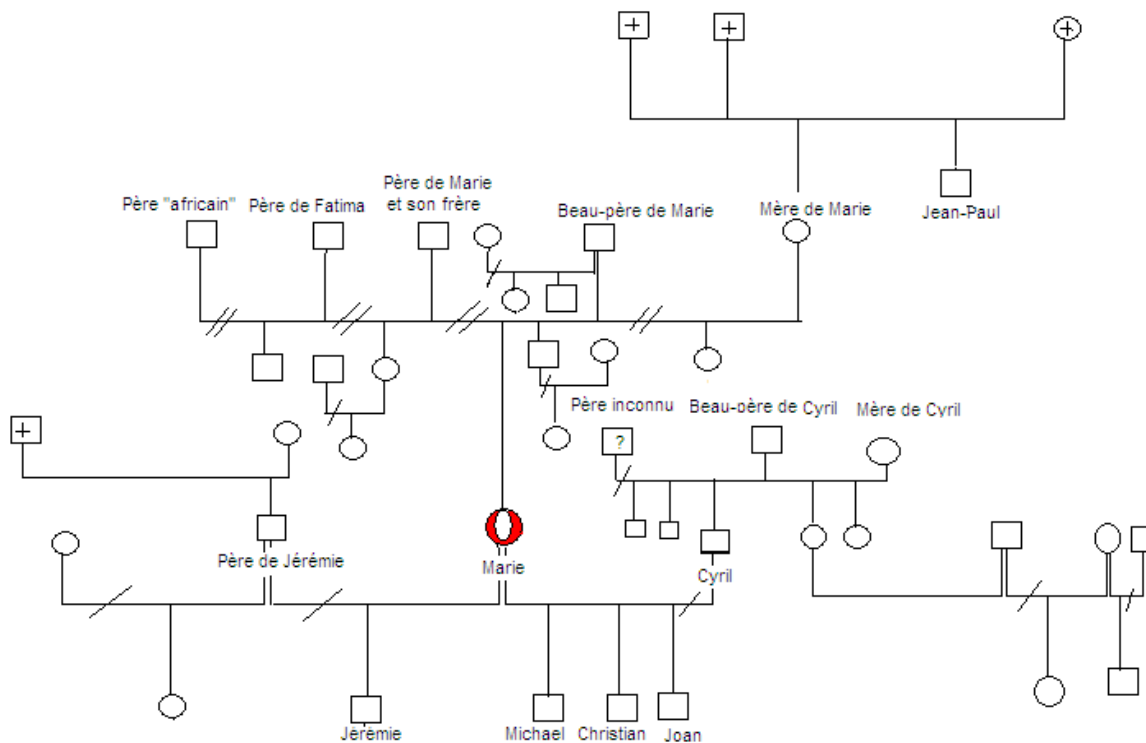 Père "africain"
Père de Fatima
Père de Marie
et son frère
Beau-père de Marie
Mère de Marie
Jean-Paul
Père inconnu
Beau-père de Cyril
Mère de Cyril
?
Père de Jérémie
Marie
Cyril
Jérémie
Michael
Christian
Joan